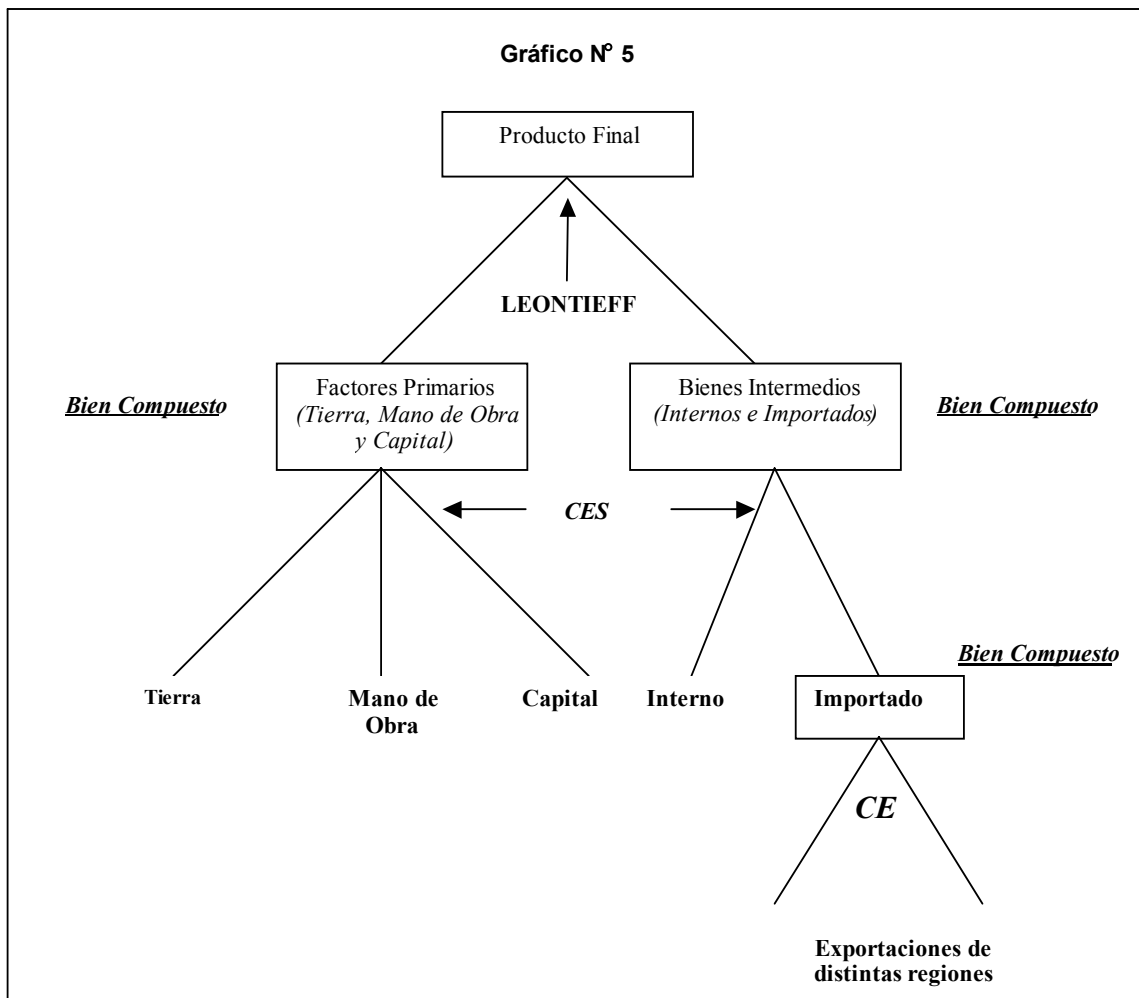 Gráfico N° 5
Producto Final
LEONTIEFF
Bien Compuesto
Factores Primarios
(Tierra, Mano de Obra
y Capital)
Bienes Intermedios
(Internos e Importados)
Bien Compuesto
CES
Bien Compuesto
Tierra
Mano de
Obra
Capital
Interno
Importado
CE
Exportaciones de
distintas regiones